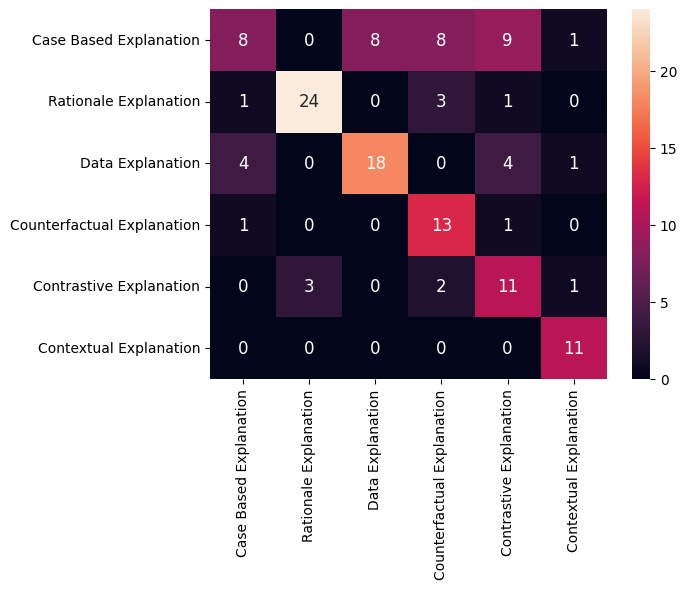 Case Based Explanation 8 0 8 8 9 1
Rationale Explanation 1 24 0 3 1 0
Data Explanation 4 0 18 0 4 1
Counterfactual Explanation 1 0 0 13 1 0
Contrastive Explanation 0 3 0 2 11 1
Contextual Explanation 0 0 0 0 0 11
Case Based Explanation
Rationale Explanation
Data Explanation
Counterfactual Explanation
Contrastive Explanation
Contextual Explanation
20
15
10
5
0